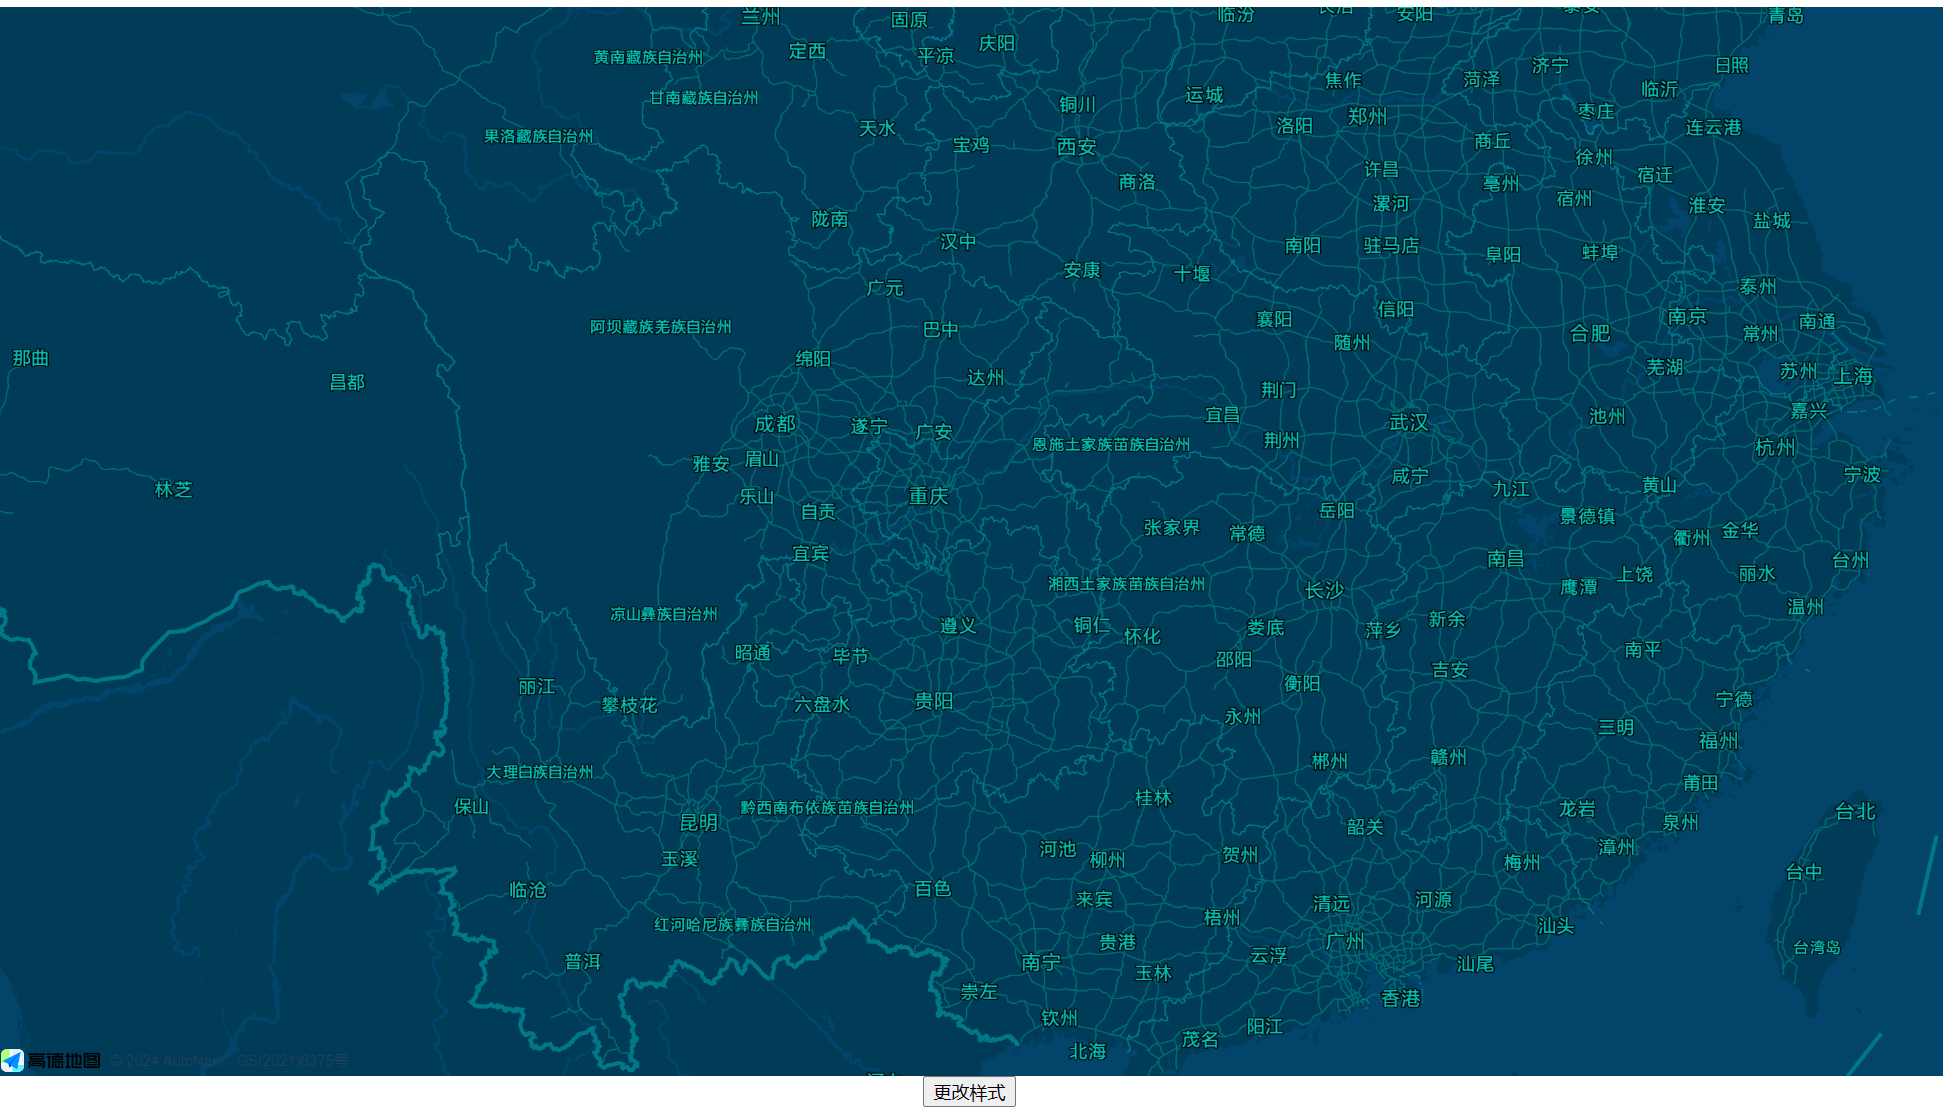 兰州
固原
临汾
安阳
青岛
庆阳
定西
平凉
黄南藏族自治州
济宁
日照
焦作
菏泽
临沂
甘南藏族自治州
运城
铜川
枣庄
郑州
洛阳
天水
连云港
果洛藏族自治州
宝鸡
西安
商丘
徐州
许昌
宿迁
商洛
亳州
宿州
漯河
淮安
陇南
盐城
汉中
南阳
驻马店
蚌埠
阜阳
安康
十堰
泰州
广元
信阳
南京
襄阳
南通
阿坝藏族羌族自治州
巴中
合肥
常州
随州
那曲
绵阳
芜湖
苏州
上海
达州
昌都
荆门
嘉兴
宜昌
池州
成都
武汉
遂宁
广安
荆州
恩施土家族苗族自治州
杭州
眉山
雅安
宁波
咸宁
黄山
林芝
九江
乐山
重庆
自贡
岳阳
景德镇
张家界
常德
金华
衢州
宜宾
南昌
台州
丽水
上饶
湘西土家族苗族自治州
鹰潭
长沙
温州
凉山彝族自治州
新余
遵义
铜仁
娄底
萍乡
怀化
南平
昭通
毕节
邵阳
吉安
衡阳
丽江
宁德
贵阳
攀枝花
六盘水
永州
三明
福州
赣州
郴州
大理白族自治州
莆田
桂林
保山
黔西南布依族苗族自治州
龙岩
台北
昆明
泉州
韶关
河池
漳州
贺州
玉溪
柳州
梅州
台中
百色
临沧
来宾
河源
清远
梧州
红河哈尼族彝族自治州
汕头
广州
贵港
台湾岛
云浮
普洱
南宁
汕尾
玉林
崇左
香港
钦州
阳江
茂名
北海
高德地图 © 2024 AutoNavi - GS(2021)6375号
更改样式